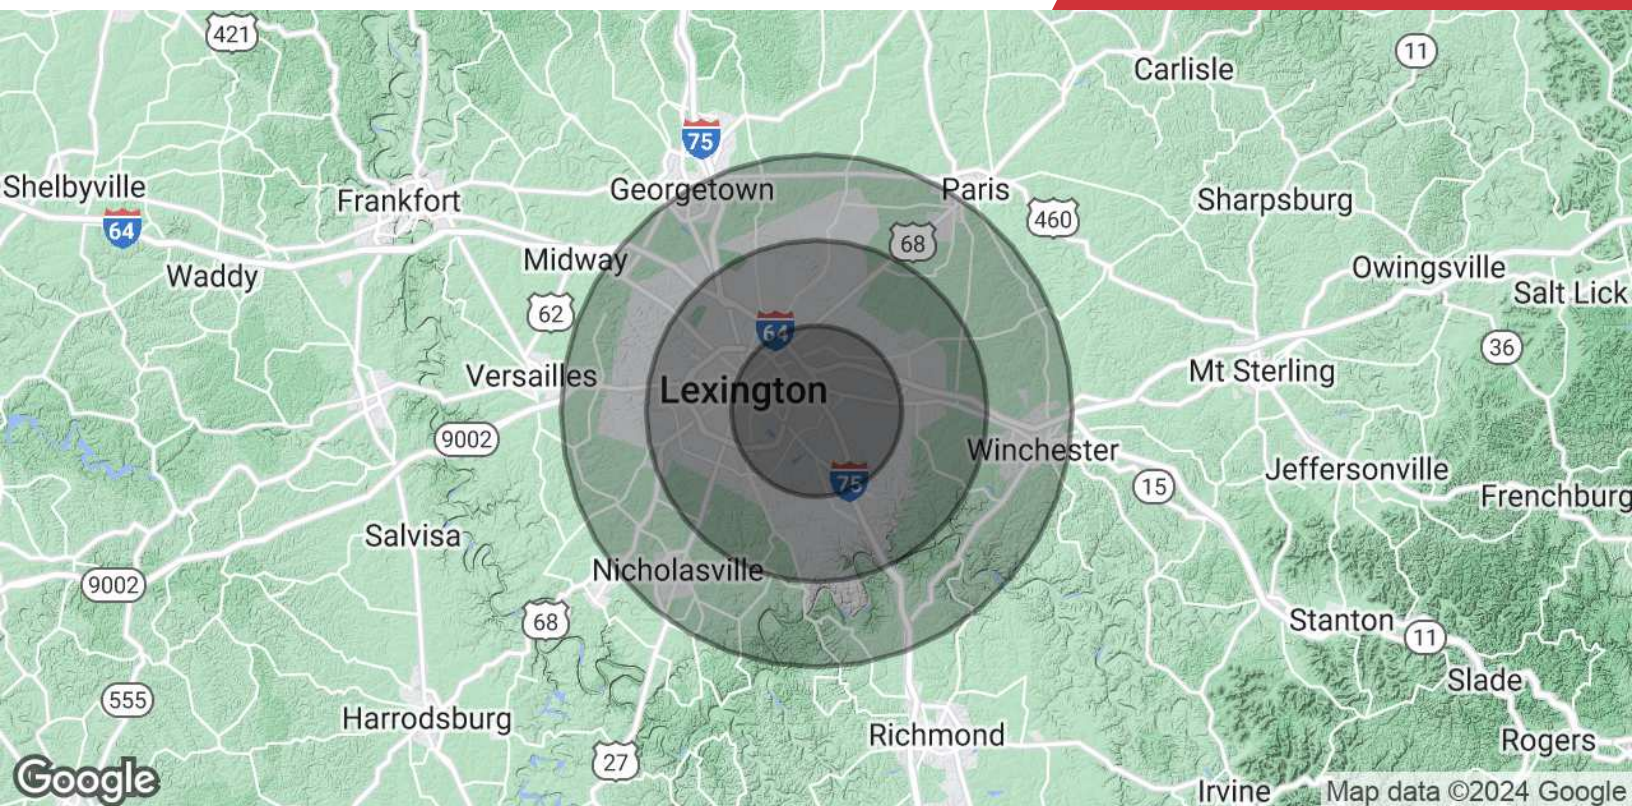 421
11
Carlisle
75
Shelbyville
Frankfort
Georgetown
Paris
Sharpsburg
64
460
68
Midway
Waddy
Owingsville
Salt Lick
62
64
36
Versailles
Lexington
Mt Sterling
9002
Winchester
Jeffersonville
75
15
Frenchburg
Salvisa
Nicholasville
9002
68
Stanton
11
Slade
555
Harrodsburg
Richmond
Rogers
27
Google
Irvine
Map data ©2024 Google